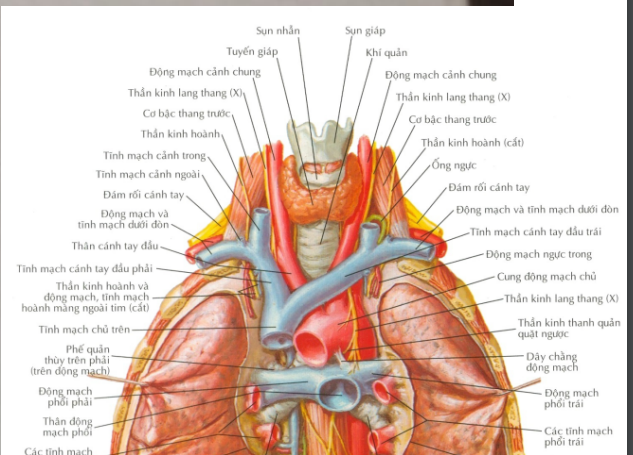 Sụn nhẫn
Sụn giáp
Tuyến giáp
Khí quản
Động mạch cảnh chung
Động mạch cảnh chung
Thần kinh lang thang (X)
Thần kinh lang thang (X)
Cơ bậc thang trước
Cơ bậc thang trước
Thần kinh hoành
Thần kinh hoành (cắt)
Tĩnh mạch cảnh trong
Ống ngực
Tĩnh mạch cảnh ngoài
Đám rối cánh tay
Đám rối cánh tay
Động mạch và
tĩnh mạch dưới đòn
Động mạch và tĩnh mạch dưới đòn
Tĩnh mạch cánh tay đầu trái
Thân cánh tay đầu
Động mạch ngực trong
Tĩnh mạch cánh tay đầu phải
Cung động mạch chủ
Thần kinh hoành và
động mạch, tĩnh mạch
hoành màng ngoài tim (cắt)
Thần kinh lang thang (X)
Tĩnh mạch chủ trên
Thần kinh thanh quản
quặt ngược
Phế quản
thùy trên phải
(trên động mạch)
Dây chằng
động mạch
Động mạch
phổi phải
Động mạch
phổi trái
Thân động
mạch phổi
Các tĩnh mạch
phổi trái
Các tĩnh mạch